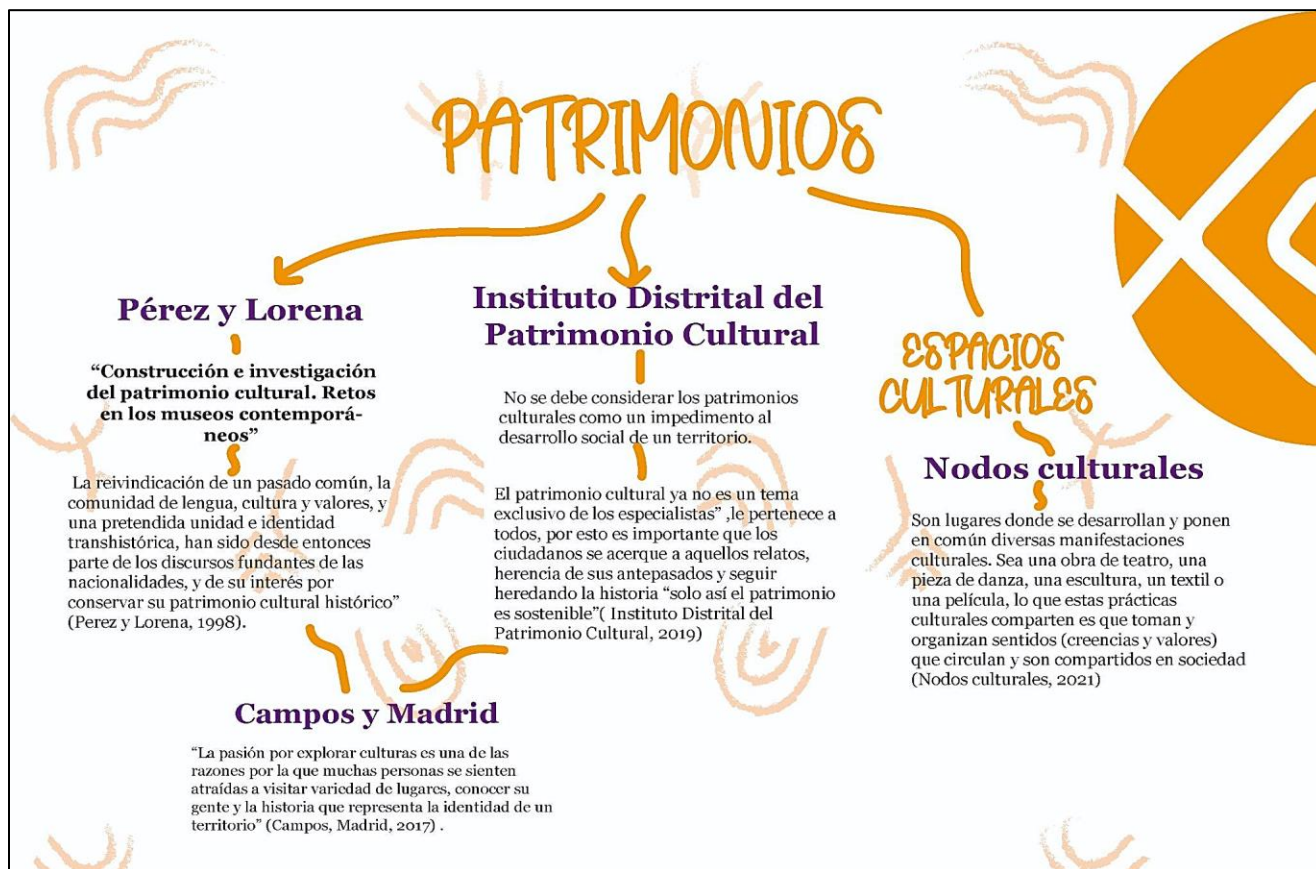 PATRIMONIOS
Pérez y Lorena
“Construcción e investigación
del patrimonio cultural. Retos
en los museos contemporá-
neos”
La reivindicación de un pasado común, la
comunidad de lengua, cultura y valores, y
una pretendida unidad e identidad
transhistórica, han sido desde entonces
parte de los discursos fundantes de las
nacionalidades, y de su interés por
conservar su patrimonio cultural histórico”
(Perez y Lorena, 1998).
Instituto Distrital del
Patrimonio Cultural
No se debe considerar los patrimonios
culturales como un impedimento al
desarrollo social de un territorio.
El patrimonio cultural ya no es un tema
exclusivo de los especialistas” ,le pertenece a
todos, por esto es importante que los
ciudadanos se acerque a aquellos relatos,
herencia de sus antepasados y seguir
heredando la historia “solo así el patrimonio
es sostenible”( Instituto Distrital del
Patrimonio Cultural, 2019)
Campos y Madrid
“La pasión por explorar culturas es una de las
razones por la que muchas personas se sienten
atraídas a visitar variedad de lugares, conocer su
gente y la historia que representa la identidad de un
territorio” (Campos, Madrid, 2017) .
ESPACIOS
CULTURALES
Nodos culturales
Son lugares donde se desarrollan y ponen
en común diversas manifestaciones
culturales. Sea una obra de teatro, una
pieza de danza, una escultura, un textil o
una película, lo que estas prácticas
culturales comparten es que toman y
organizan sentidos (creencias y valores)
que circulan y son compartidos en sociedad
(Nodos culturales, 2021)